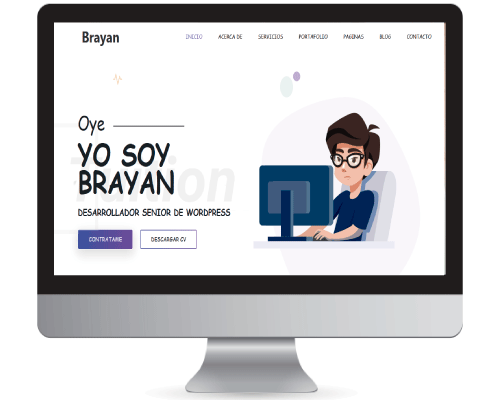 Brayan
INICIO ACERCA DE SERVICIOS PORTAFOLIO PAGINAS BLOG CONTACTO
Oye
YO SOY
BRAYAN
DESARROLLADOR SENIOR DE WORDPRESS
CONTRATAME DESCARGAR CV